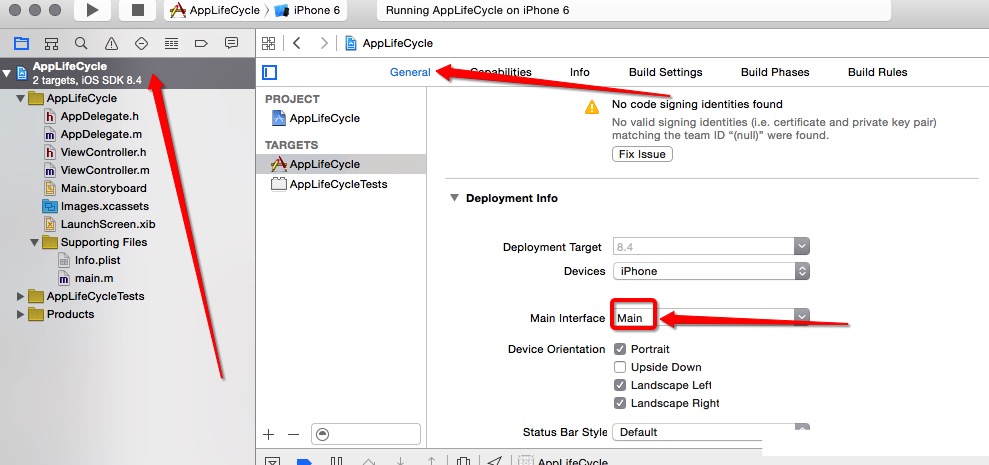 AppLifeCycle
iPhone 6
Running AppLifeCycle on iPhone 6
AppLifeCycle
2 targets, iOS SDK 8.4
AppLifeCycle
h AppDelegate.h
m AppDelegate.m
h ViewController.h
m ViewController.m
Main.storyboard
Images.xcassets
LaunchScreen.xib
Supporting Files
Info.plist
m main.m
AppLifeCycleTests
Products
AppLifeCycle
General
Capabilities
Info
Build Settings
Build Phases
Build Rules
PROJECT
AppLifeCycle
TARGETS
AppLifeCycle
AppLifeCycleTests
No code signing identities found
No valid signing identities (i.e. certificate and private key pair)
matching the team ID “(null)” were found.
Fix Issue
Deployment Info
Deployment Target 8.4
Devices iPhone
Main Interface Main
Device Orientation Portrait
Upside Down
Landscape Left
Landscape Right
Status Bar Style Default
AppLifeCycle